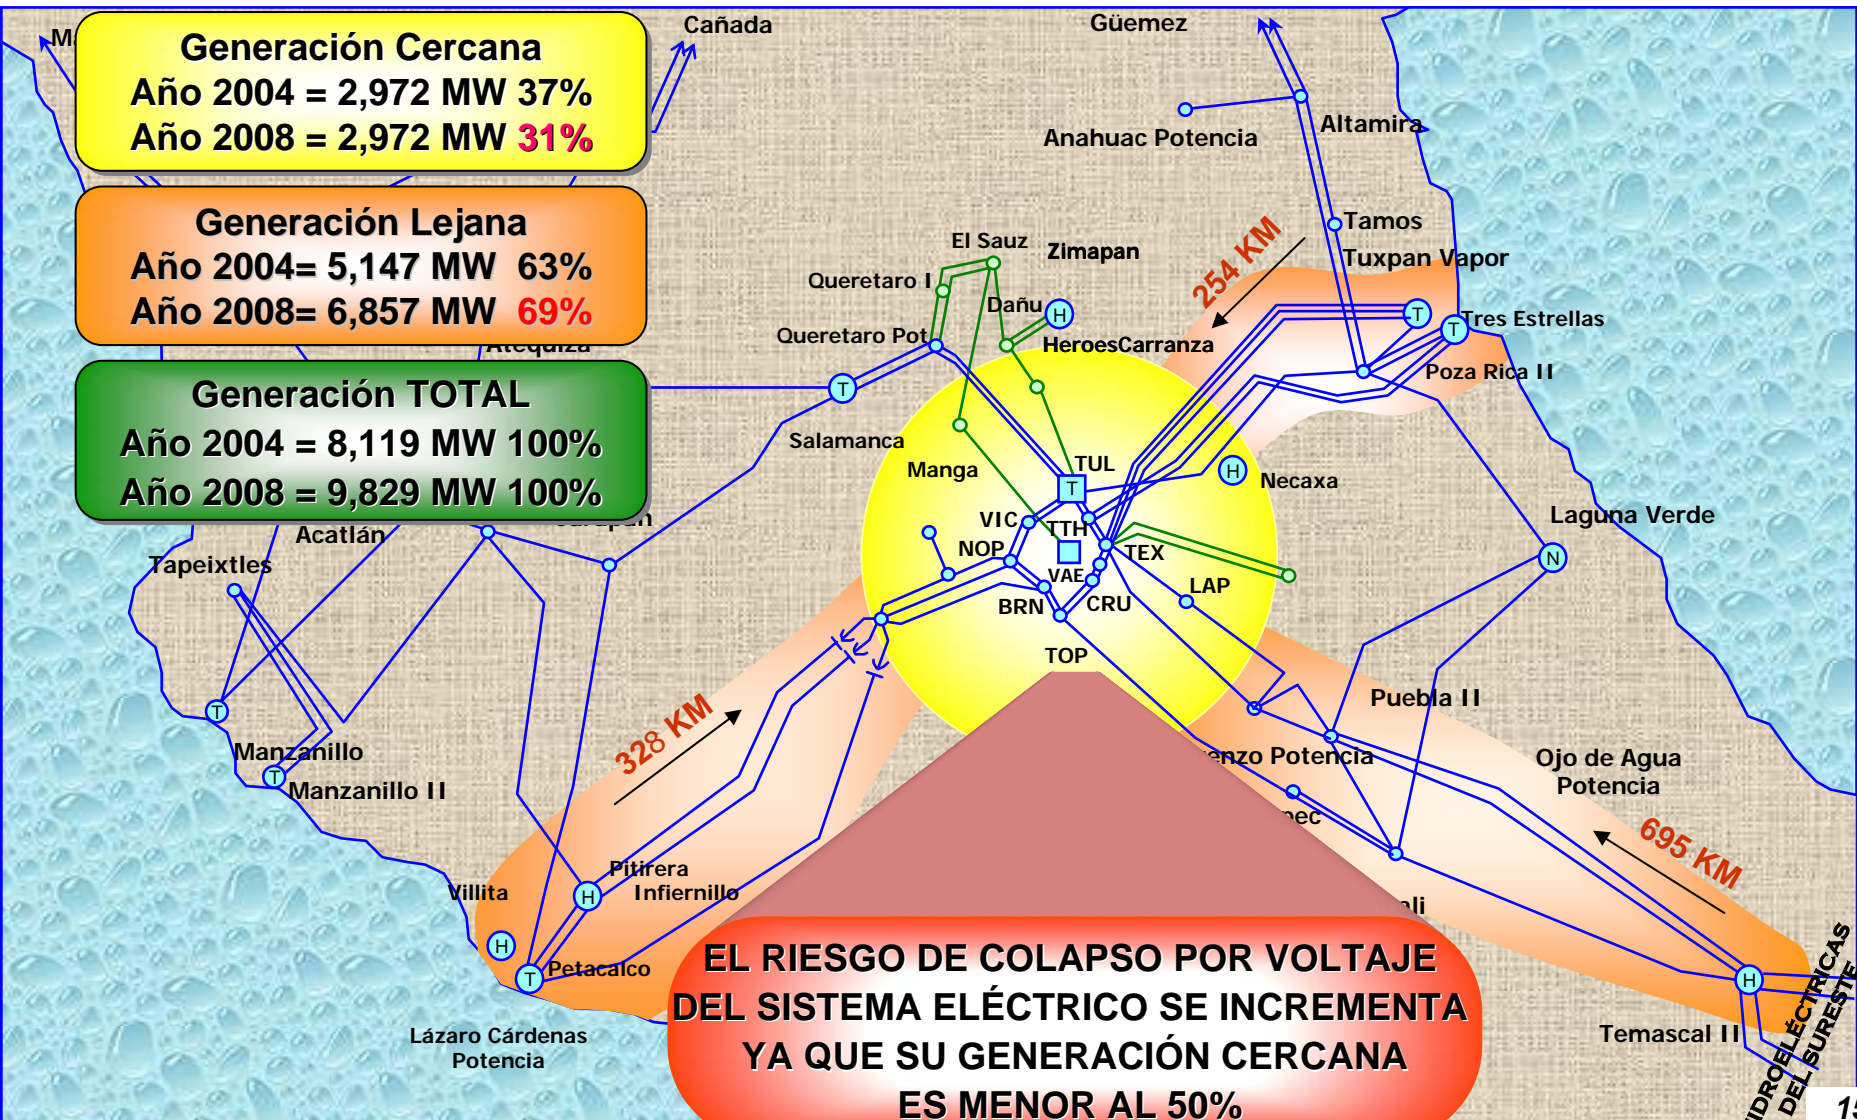 Generación Cercana
Año 2004 = 2,972 MW 37%
Año 2008 = 2,972 MW 31%
Generación Lejana
Año 2004= 5,147 MW 63%
Año 2008= 6,857 MW 69%
Generación TOTAL
Año 2004 = 8,119 MW 100%
Año 2008 = 9,829 MW 100%
Cañada
Güemez
Anahuac Potencia
Altamira
Tamos
Tuxpan Vapor
254 KM
El Sauz
Zimapan
Queretaro I
Dañu
H
Queretaro Pot
HeroesCarranza
T
T
Tres Estrellas
Poza Rica II
Atequiza
T
Salamanca
Manga
TUL
T
H
Necaxa
VIC
TTH
NOP
TEX
VAE
BRN
CRU
LAP
TOP
Laguna Verde
N
Acatlán
Tapeixtles
T
Manzanillo
T
Manzanillo II
328 KM
Puebla II
Ojo de Agua
Potencia
695 KM
Pitirera
Villita
H
Infiernillo
H
T
Petacalco
Lázaro Cárdenas
Potencia
H
Temascal II
DEL SURESTE
EL RIESGO DE COLAPSO POR VOLTAJE
DEL SISTEMA ELÉCTRICO SE INCREMENTA
YA QUE SU GENERACIÓN CERCANA
ES MENOR AL 50%